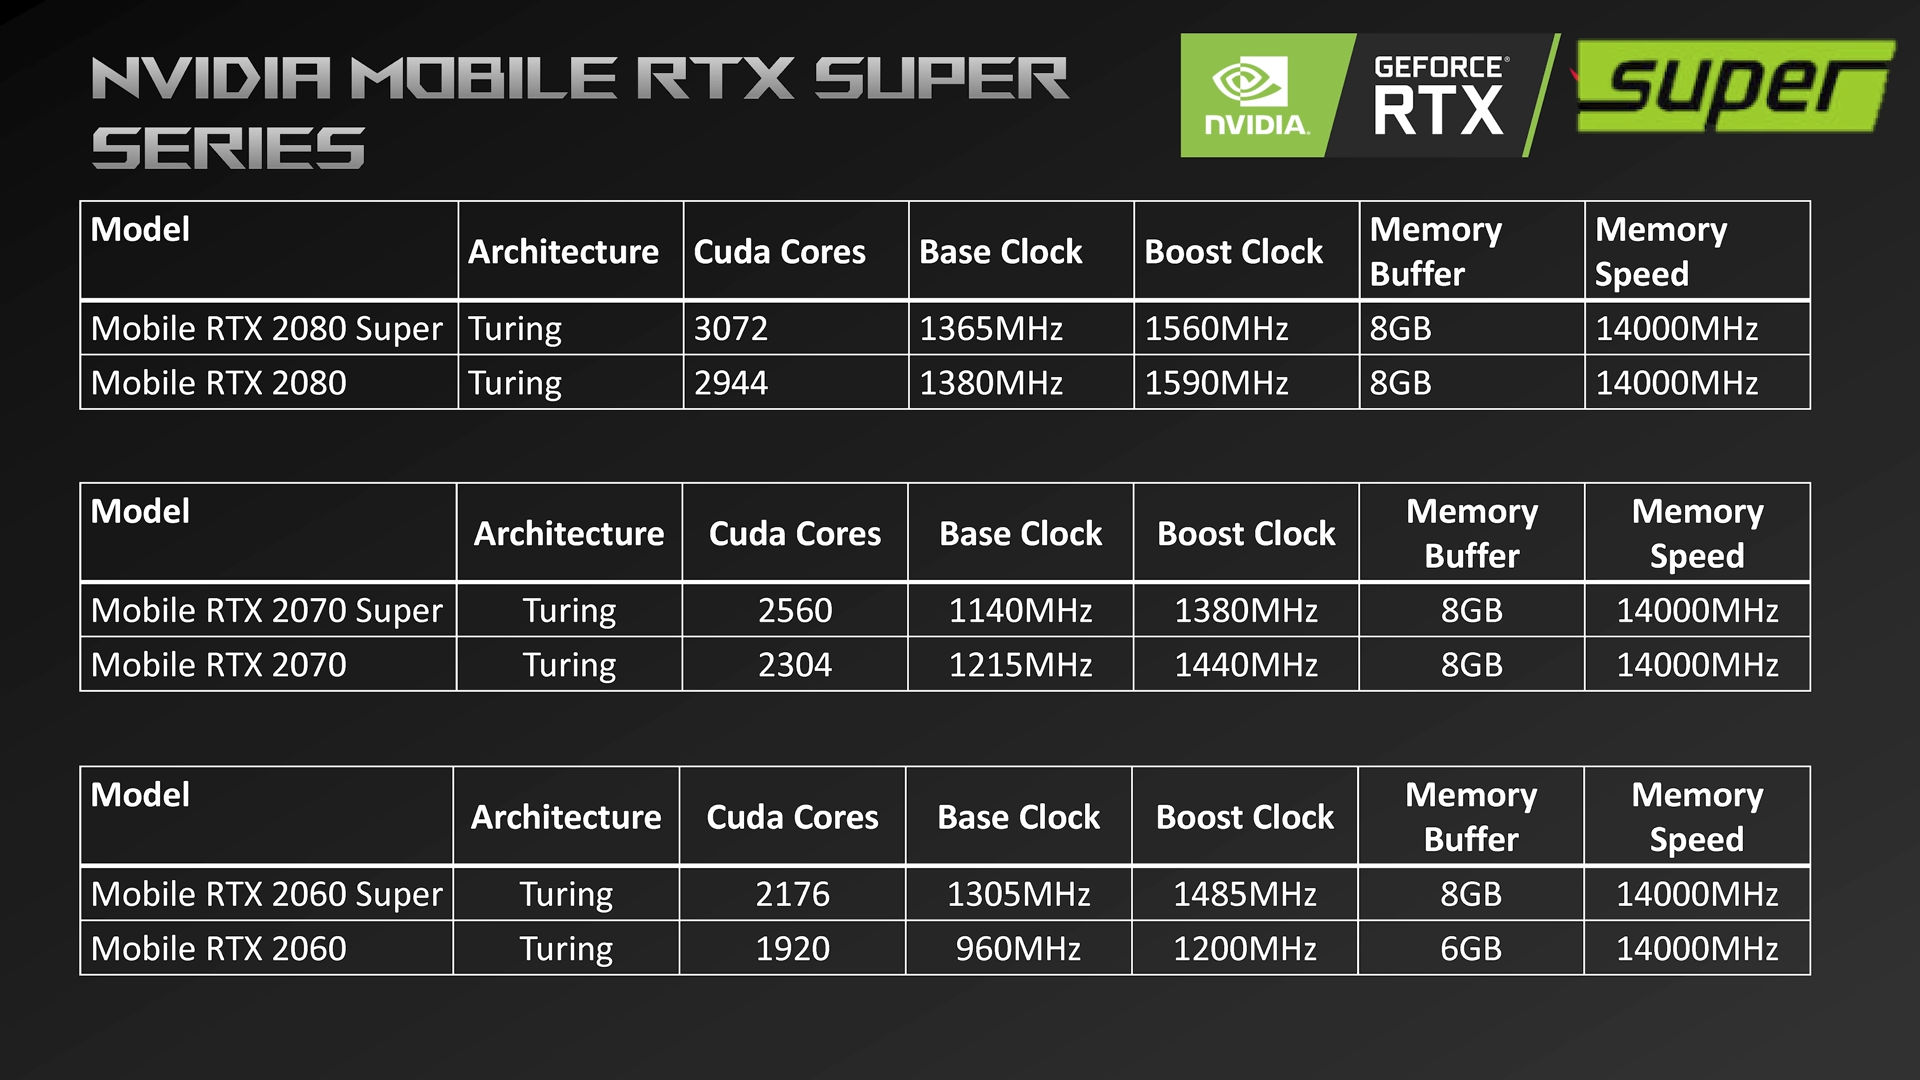 NVIDIA MOBILE RTX SUPER
SERIES
NVIDIA.
GEFORCE®
RTX
super
Model Architecture Cuda Cores Base Clock Boost Clock Memory Buffer Memory Speed
Mobile RTX 2080 Super Turing 3072 1365MHz 1560MHz 8GB 14000MHz
Mobile RTX 2080 Turing 2944 1380MHz 1590MHz 8GB 14000MHz
Model Architecture Cuda Cores Base Clock Boost Clock Memory Buffer Memory Speed
Mobile RTX 2070 Super Turing 2560 1140MHz 1380MHz 8GB 14000MHz
Mobile RTX 2070 Turing 2304 1215MHz 1440MHz 8GB 14000MHz
Model Architecture Cuda Cores Base Clock Boost Clock Memory Buffer Memory Speed
Mobile RTX 2060 Super Turing 2176 1305MHz 1485MHz 8GB 14000MHz
Mobile RTX 2060 Turing 1920 960MHz 1200MHz 6GB 14000MHz